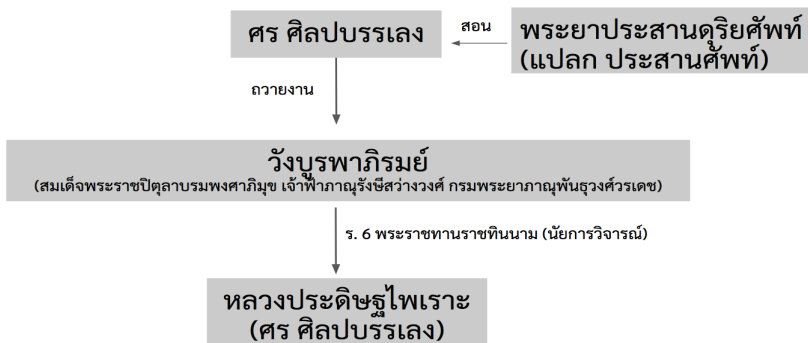 ศร ศิลปบรรเลง
สอน
พระยาประสานดุริยศัพท์
(แปลก ประสานศัพท์)
ถวายงาน
วังบูรพาภิรมย์
(สมเด็จพระราชปิตุลาบรมพงศาภิมุข เจ้าฟ้าภาณุรังษีสว่างวงศ์ กรมพระยาภาณุพันธุวงศ์วรเดช)
ร. 6 พระราชทานราชทินนาม (นัยการวิจารณ์)
หลวงประดิษฐไพเราะ
(ศร ศิลปบรรเลง)